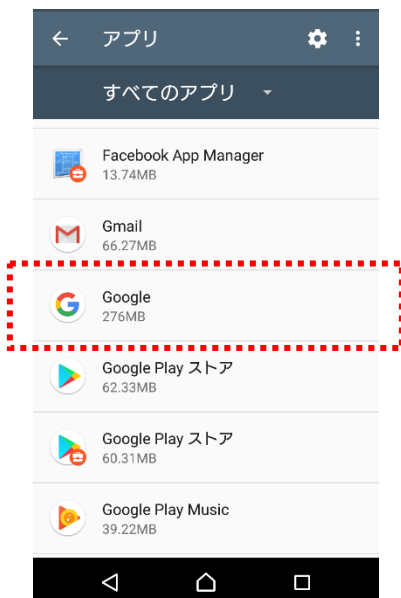 アプリ
すべてのアプリ
Facebook App Manager
13.74MB
Gmail
66.27MB
Google
276MB
Google Play ストア
62.33MB
Google Play ストア
60.31MB
Google Play Music
39.22MB